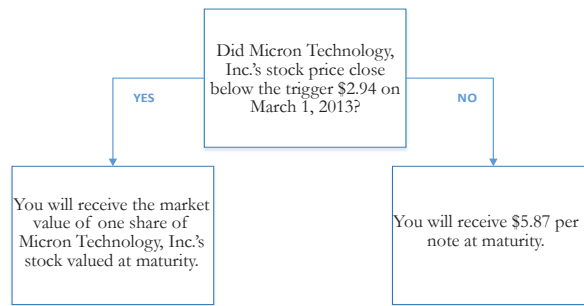 Did Micron Technology,
Inc.'s stock price close
below the trigger $2.94 on
March 1, 2013?
YES
NO
You will receive the market
value of one share of
Micron Technology, Inc.'s
stock valued at maturity.
You will receive $5.87 per
note at maturity.